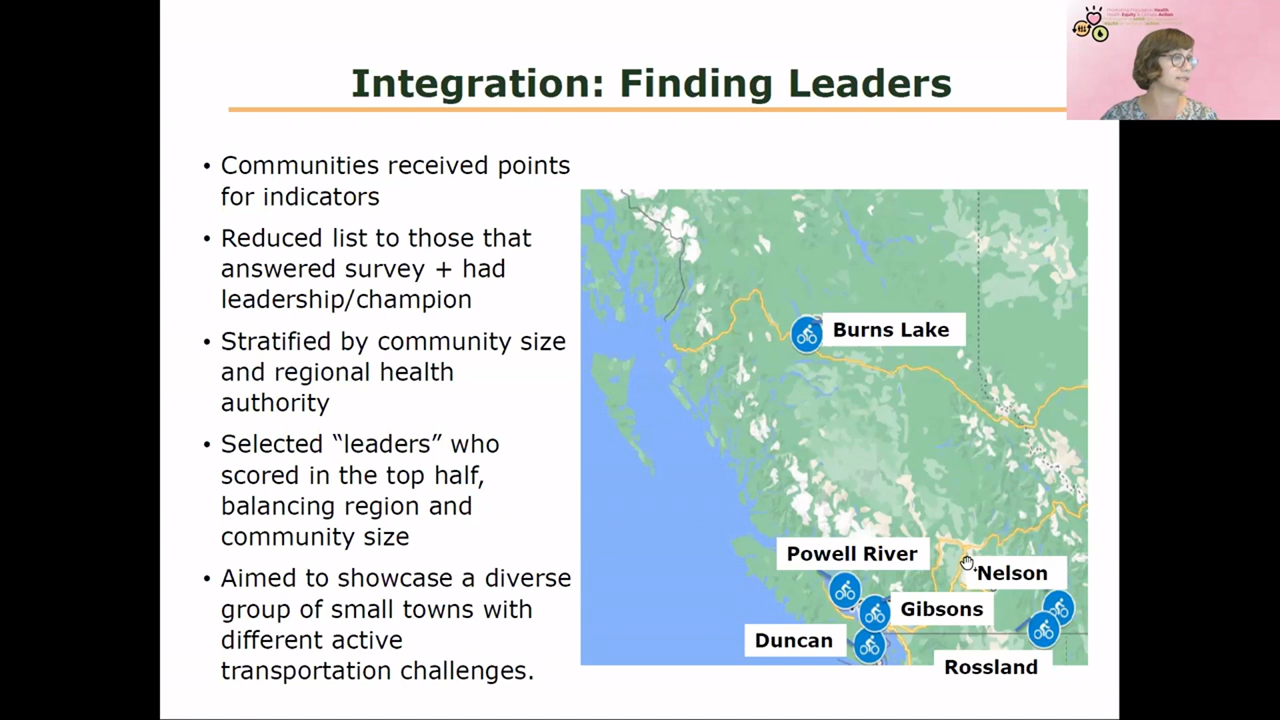 Integration: Finding Leaders
• Communities received points
for indicators
• Reduced list to those that
answered survey + had
leadership/champion
• Stratified by community size
and regional health
authority
• Selected “leaders” who
scored in the top half,
balancing region and
community size
• Aimed to showcase a diverse
group of small towns with
different active
transportation challenges.
Burns Lake
Powell River
Nelson
Gibsons
Duncan
Rossland